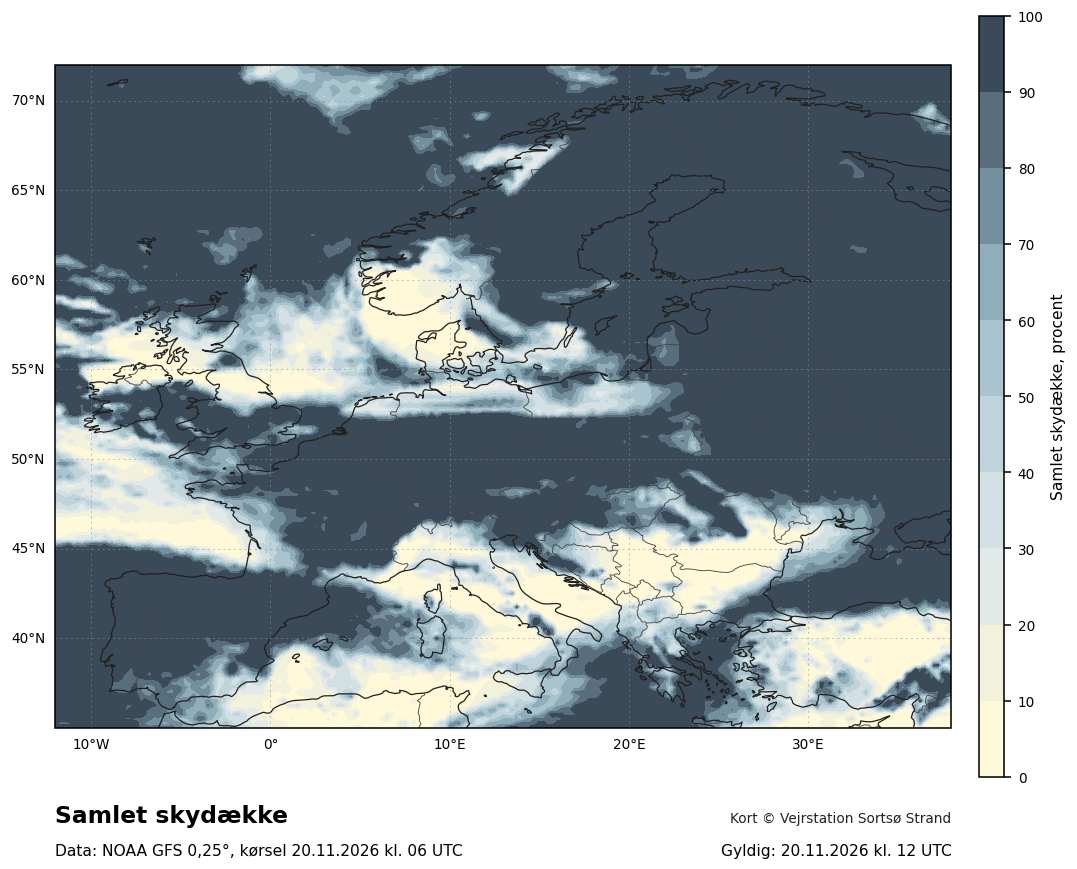 100
70°N
90
80
65°N
70
60°N
60
Samlet skydække, procent
55°N
50
50°N
40
30
45°N
20
40°N
10
0
10°W
0°
10°E
20°E
30°E
Samlet skydække
Kort © Vejrstation Sortsø Strand
Data: NOAA GFS 0,25°, kørsel 20.11.2026 kl. 06 UTC
Gyldig: 20.11.2026 kl. 12 UTC